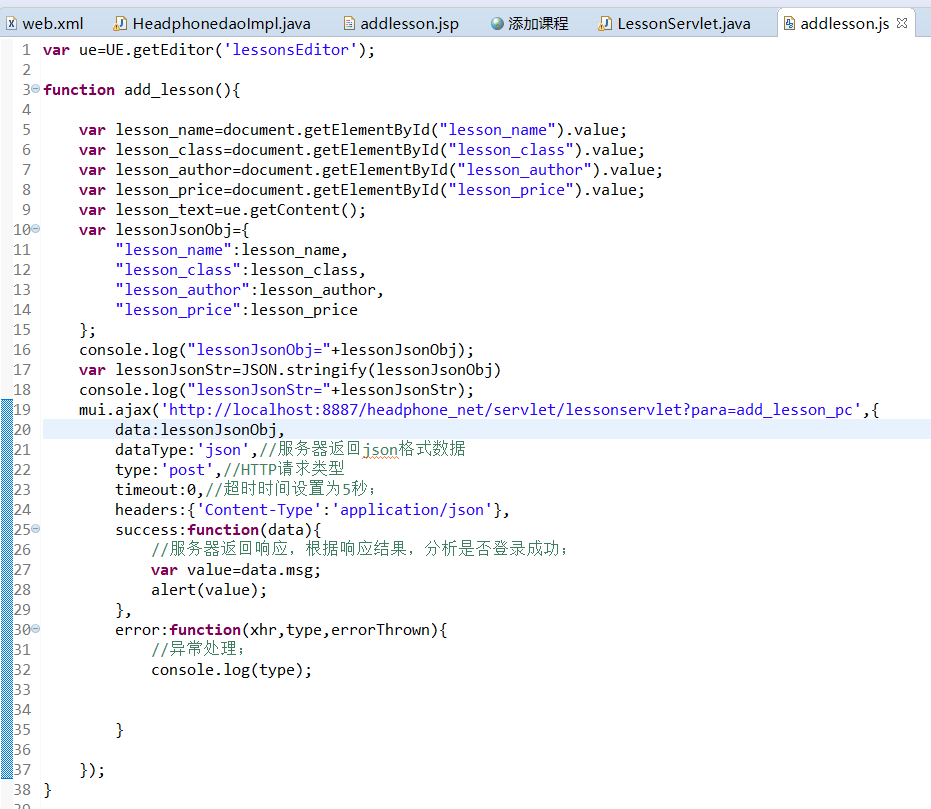 web.xml HeadphonedaoImpl.java addlesson.jsp 添加课程 LessonServlet.java addlesson.js
1 var ue=UE.getEditor('lessonsEditor');
2
3 function add_lesson(){
4
5 var lesson_name=document.getElementById("lesson_name").value;
6 var lesson_class=document.getElementById("lesson_class").value;
7 var lesson_author=document.getElementById("lesson_author").value;
8 var lesson_price=document.getElementById("lesson_price").value;
9 var lesson_text=ue.getContent();
10 var lessonJsonObj={
11 "lesson_name":lesson_name,
12 "lesson_class":lesson_class,
13 "lesson_author":lesson_author,
14 "lesson_price":lesson_price
15 };
16 console.log("lessonJsonObj="+lessonJsonObj);
17 var lessonJsonStr=JSON.stringify(lessonJsonObj)
18 console.log("lessonJsonStr="+lessonJsonStr);
19 mui.ajax('http://localhost:8887/headphone_net/servlet/lessonservlet?para=add_lesson_pc',{
20 data:lessonJsonObj,
21 dataType:'json',//服务器返回json格式数据
22 type:'post',//HTTP请求类型
23 timeout:0,//超时时间设置为5秒；
24 headers:{'Content-Type':'application/json'},
25 success:function(data){
26 //服务器返回响应，根据响应结果，分析是否登录成功；
27 var value=data.msg;
28 alert(value);
29 },
30 error:function(xhr,type,errorThrown){
31 //异常处理；
32 console.log(type);
33
34
35 }
36
37 });
38 }
39